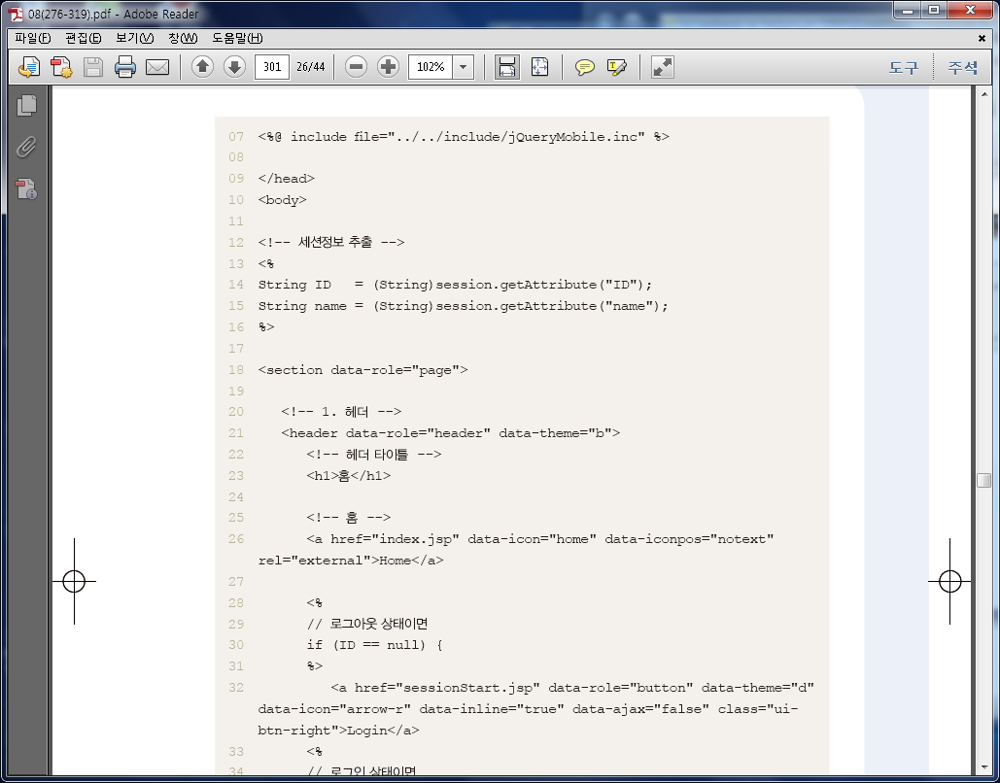 08(276-319).pdf - Adobe Reader
파일(F) 편집(E) 보기(V) 창(W) 도움말(H)
301 26/44 102% 도구 주석
07 <%@ include file="../../include/jQueryMobile.inc" %>
08
09 </head>
10 <body>
11
12 <!-- 세션정보 추출 -->
13 <%
14 String ID   = (String)session.getAttribute("ID");
15 String name = (String)session.getAttribute("name");
16 %>
17
18 <section data-role="page">
19
20 <!-- 1. 헤더 -->
21 <header data-role="header" data-theme="b">
22 <!-- 헤더 타이틀 -->
23 <h1>홈</h1>
24
25 <!-- 홈 -->
26 <a href="index.jsp" data-icon="home" data-iconpos="notext"
rel="external">Home</a>
27
28 <%
29 // 로그아웃 상태이면
30 if (ID == null) {
31 %>
32 <a href="sessionStart.jsp" data-role="button" data-theme="d"
data-icon="arrow-r" data-inline="true" data-ajax="false" class="ui-
btn-right">Login</a>
33 <%
34 // 로그인 상태이면